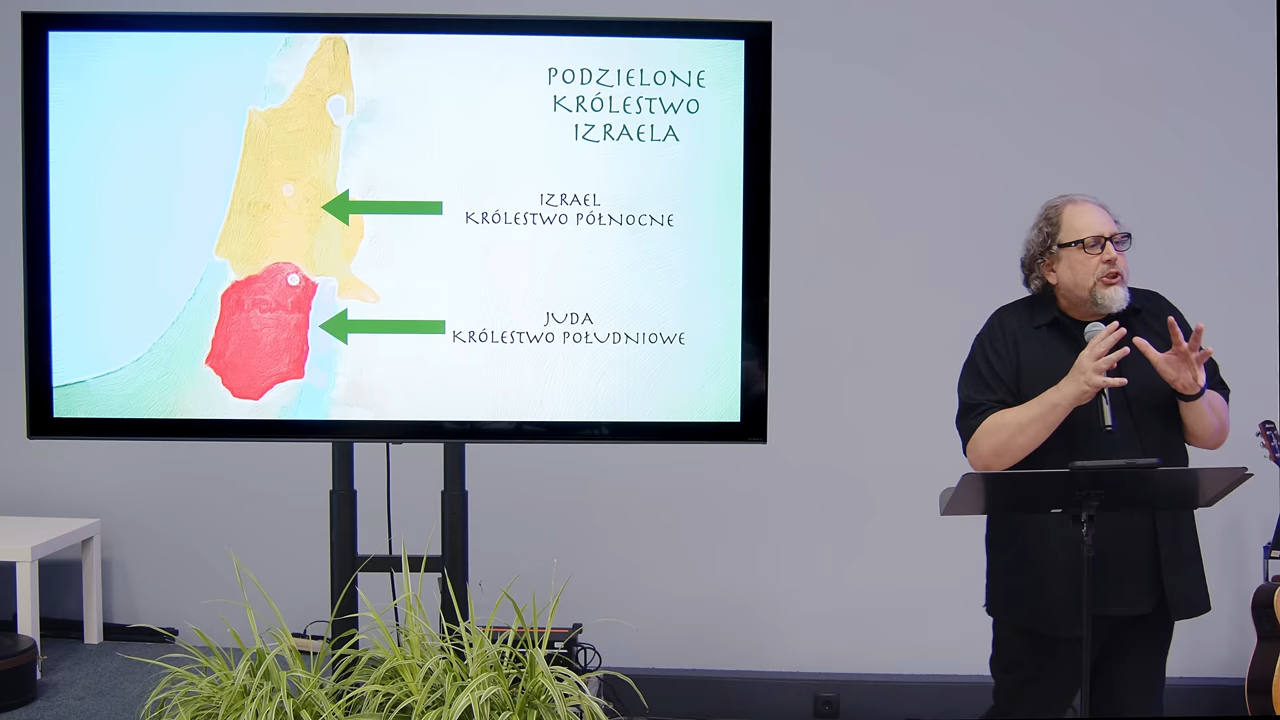 PODZIELONE
KRÓLESTWO
IZRAELA
IZRAEL
KRÓLESTWO PÓŁNOCNE
JUDA
KRÓLESTWO POŁUDNIOWE